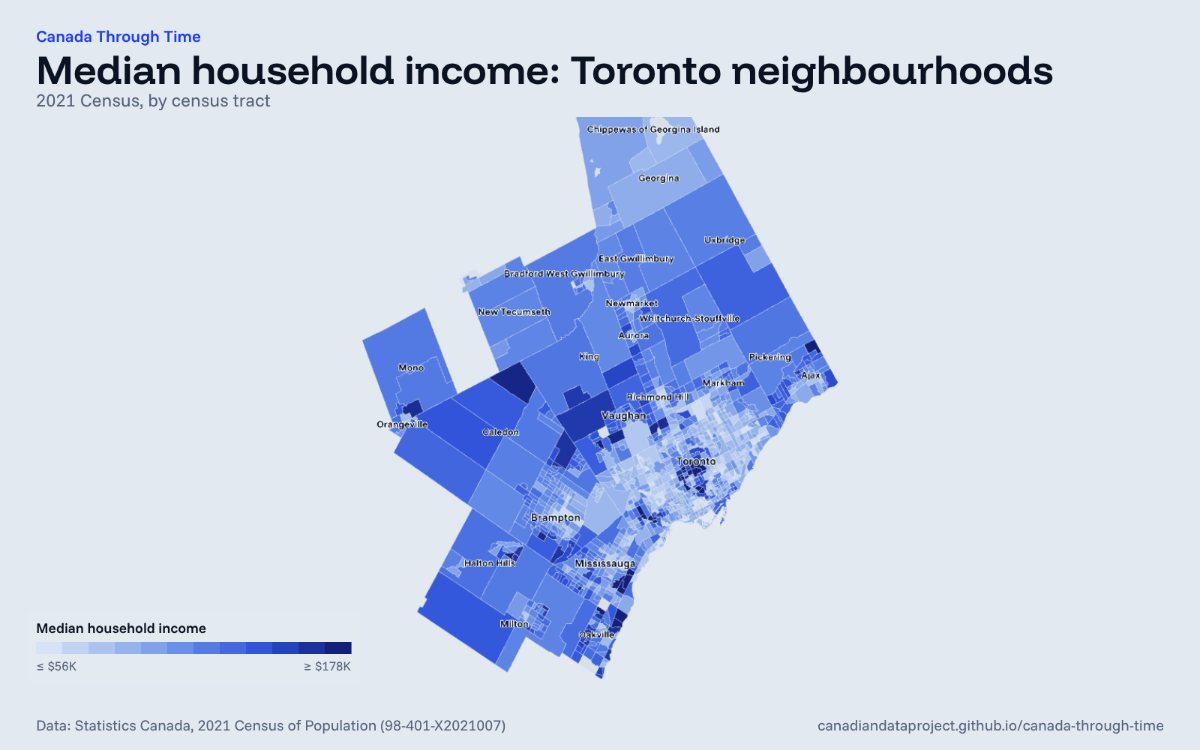 Canada Through Time
Median household income: Toronto neighbourhoods
2021 Census, by census tract
Chippewas of Georgina Island
Georgina
Uxbridge
East Gwillimbury
Bradford West Gwillimbury
Newmarket
New Tecumseth
Whitchurch-Stouffville
Aurora
King
Pickering
Mono
Ajax
Markham
Richmond Hill
Vaughan
Orangeville
Caledon
Toronto
Brampton
Halton Hills
Mississauga
Milton
Oakville
Median household income
≤ $56K
≥ $178K
Data: Statistics Canada, 2021 Census of Population (98-401-X2021007)
canadiandataproject.github.io/canada-through-time